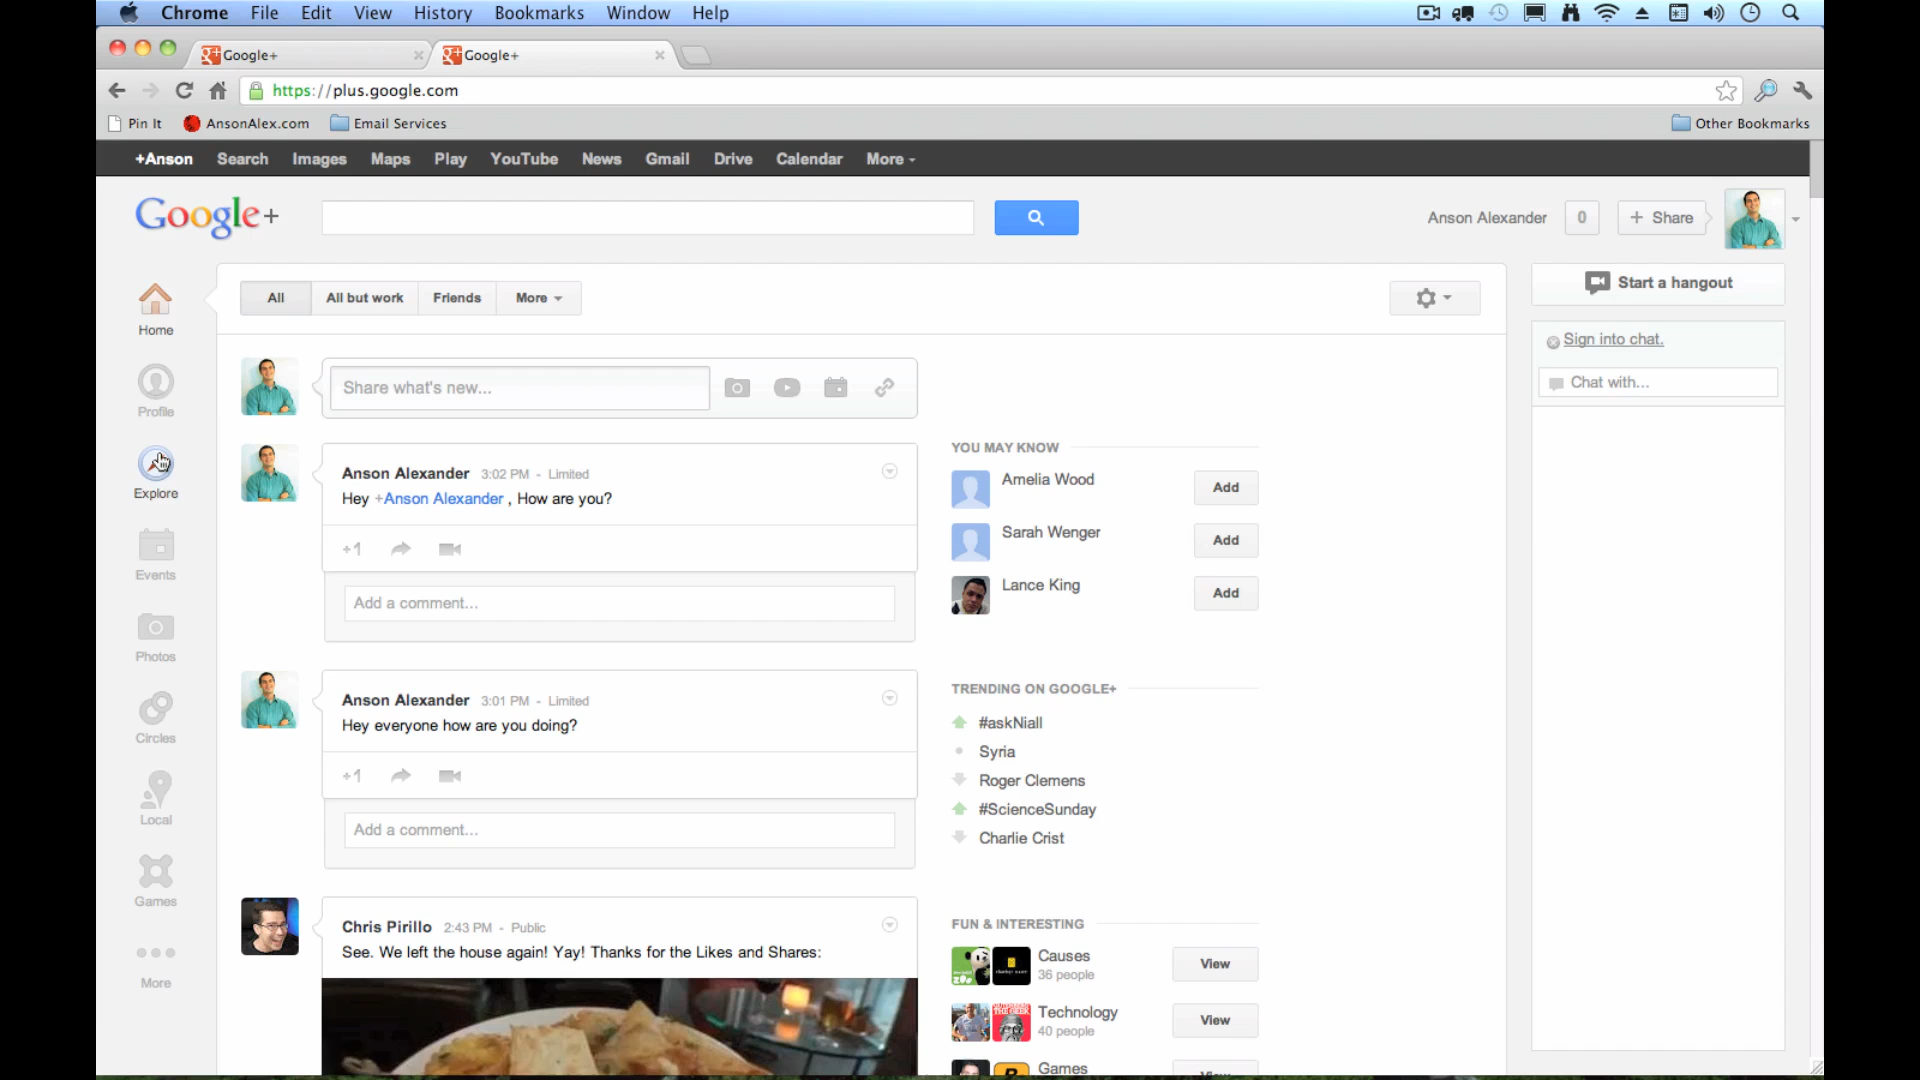 Chrome File Edit View History Bookmarks Window Help
Google+ Google+
https://plus.google.com
Pin It AnsonAlex.com Email Services Other Bookmarks
+Anson Search Images Maps Play YouTube News Gmail Drive Calendar More
Google+ Anson Alexander 0 + Share
Home
Profile
Explore
Events
Photos
Circles
Local
Games
More
All All but work Friends More
Share what's new...
Anson Alexander 3:02 PM - Limited
Hey +Anson Alexander , How are you?
+1
Add a comment...
Anson Alexander 3:01 PM - Limited
Hey everyone how are you doing?
+1
Add a comment...
Chris Pirillo 2:43 PM - Public
See. We left the house again! Yay! Thanks for the Likes and Shares:
YOU MAY KNOW
Amelia Wood Add
Sarah Wenger Add
Lance King Add
TRENDING ON GOOGLE+
#askNiall
Syria
Roger Clemens
#ScienceSunday
Charlie Crist
FUN & INTERESTING
Causes
36 people
View
Technology
40 people
View
Games
Start a hangout
Sign into chat.
Chat with...